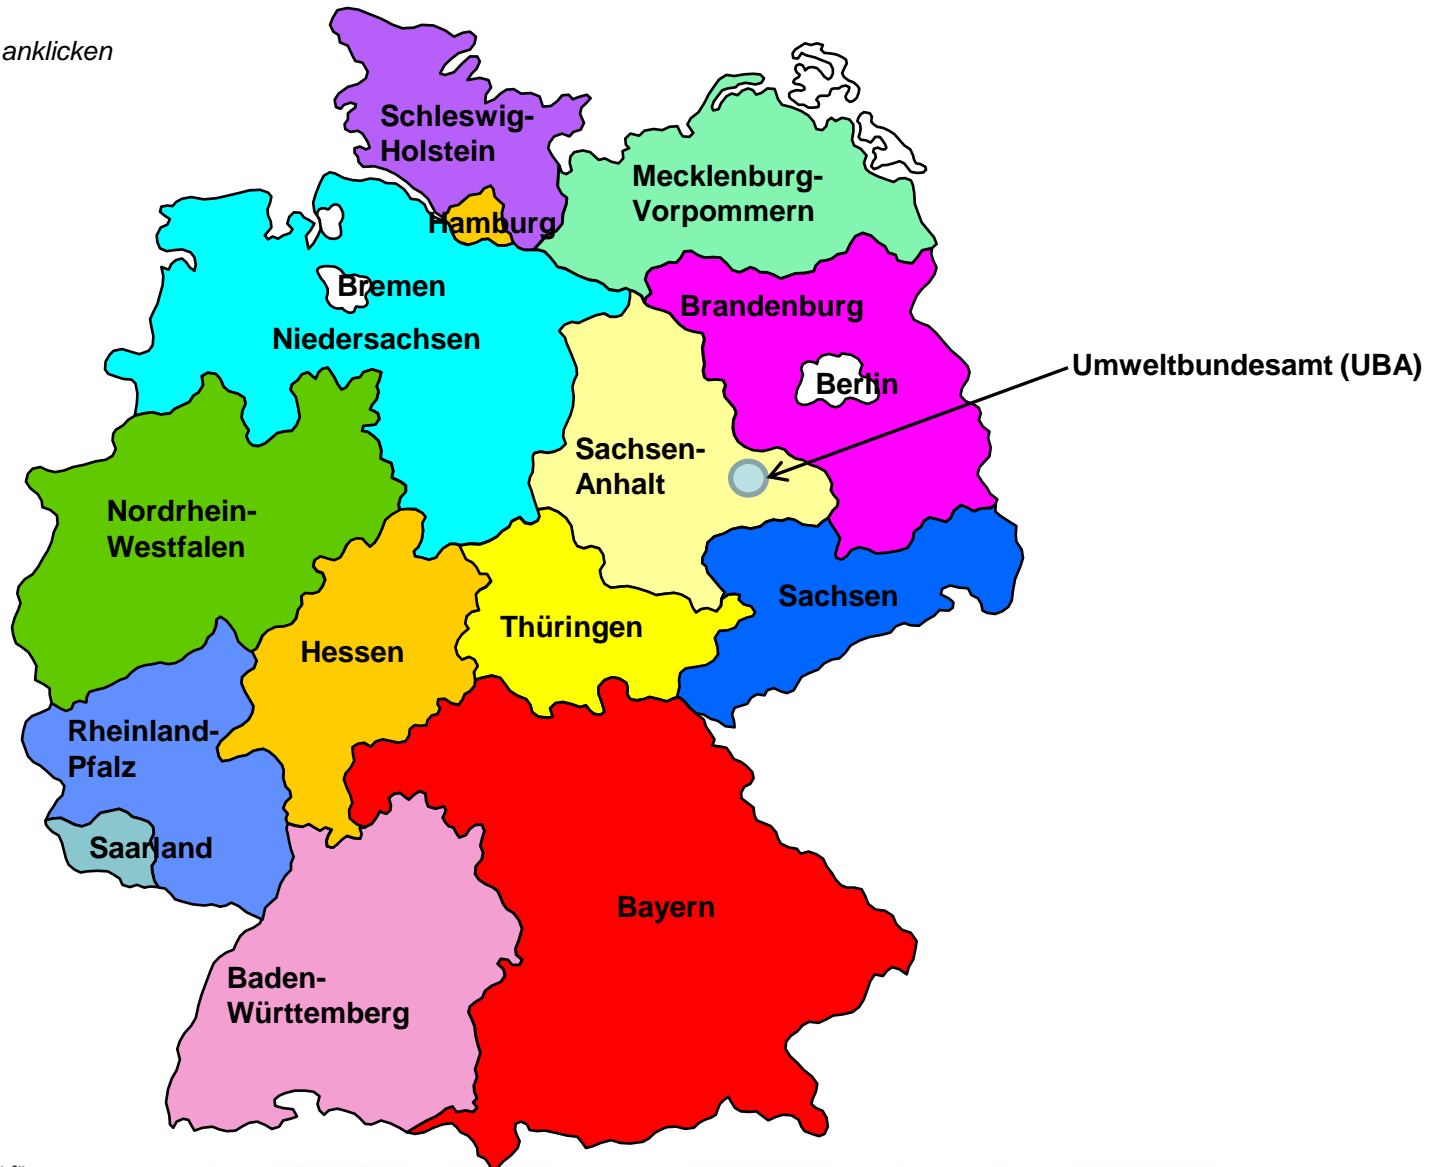 anklicken
Schleswig-
Holstein
Mecklenburg-
Vorpommern
Hamburg
Bremen
Brandenburg
Niedersachsen
Umweltbundesamt (UBA)
Berlin
Sachsen-
Anhalt
Nordrhein-
Westfalen
Sachsen
Thüringen
Hessen
Rheinland-
Pfalz
Saarland
Bayern
Baden-
Württemberg